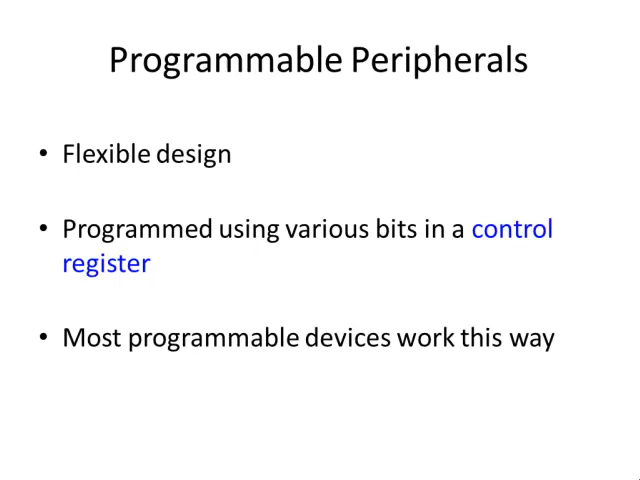 Programmable Peripherals
• Flexible design
• Programmed using various bits in a control
register
• Most programmable devices work this way